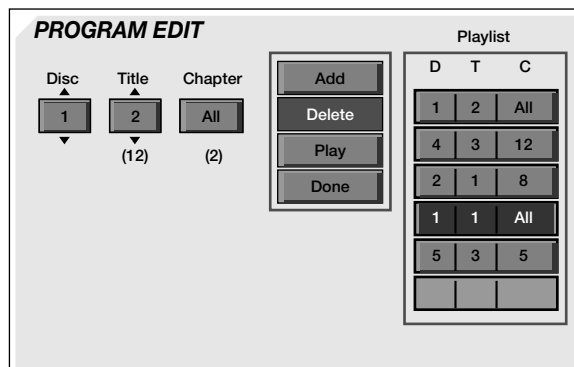 PROGRAM EDIT
Disc Title Chapter
1 2 All
(12) (2)
Add
Delete
Play
Done
Playlist
D T C
1 2 All
4 3 12
2 1 8
1 1 All
5 3 5